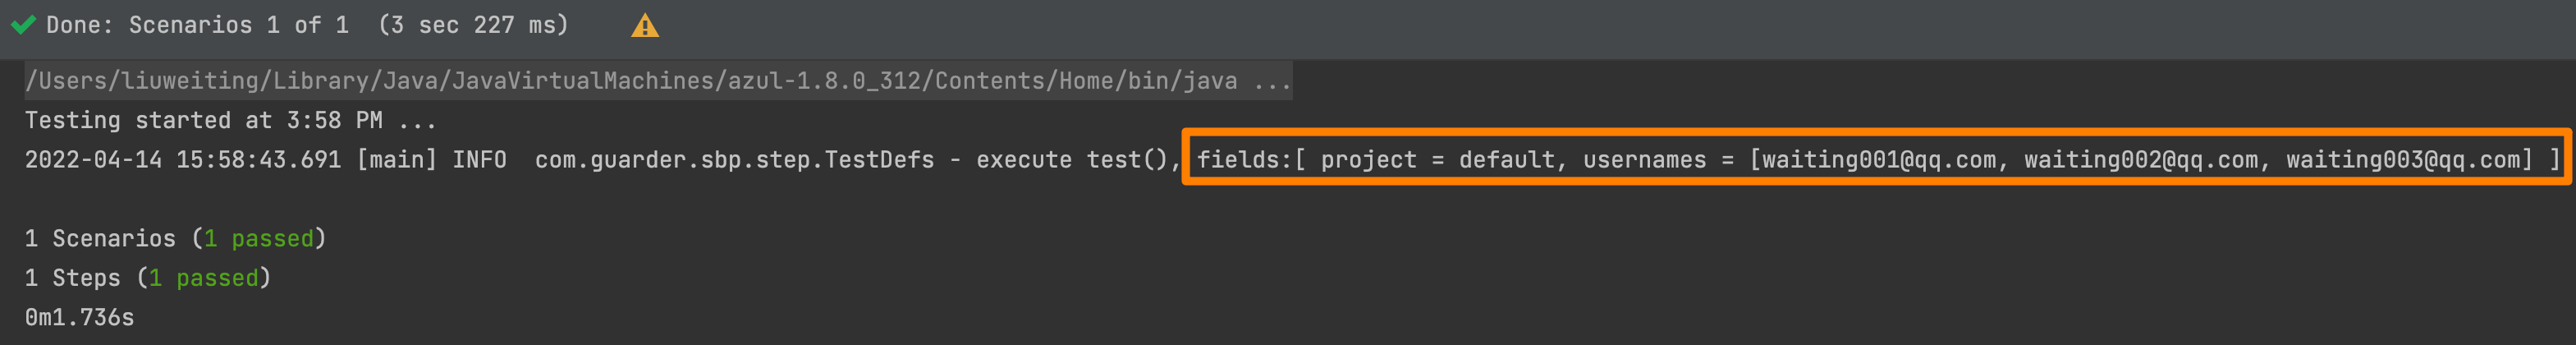 Done: Scenarios 1 of 1 (3 sec 227 ms)
/Users/liuweiting/Library/Java/JavaVirtualMachines/azul-1.8.0_312/Contents/Home/bin/java ...
Testing started at 3:58 PM ...
2022-04-14 15:58:43.691 [main] INFO  com.guarder.sbp.step.TestDefs - execute test(), fields:[ project = default, usernames = [waiting001@qq.com, waiting002@qq.com, waiting003@qq.com] ]
1 Scenarios (1 passed)
1 Steps (1 passed)
0m1.736s